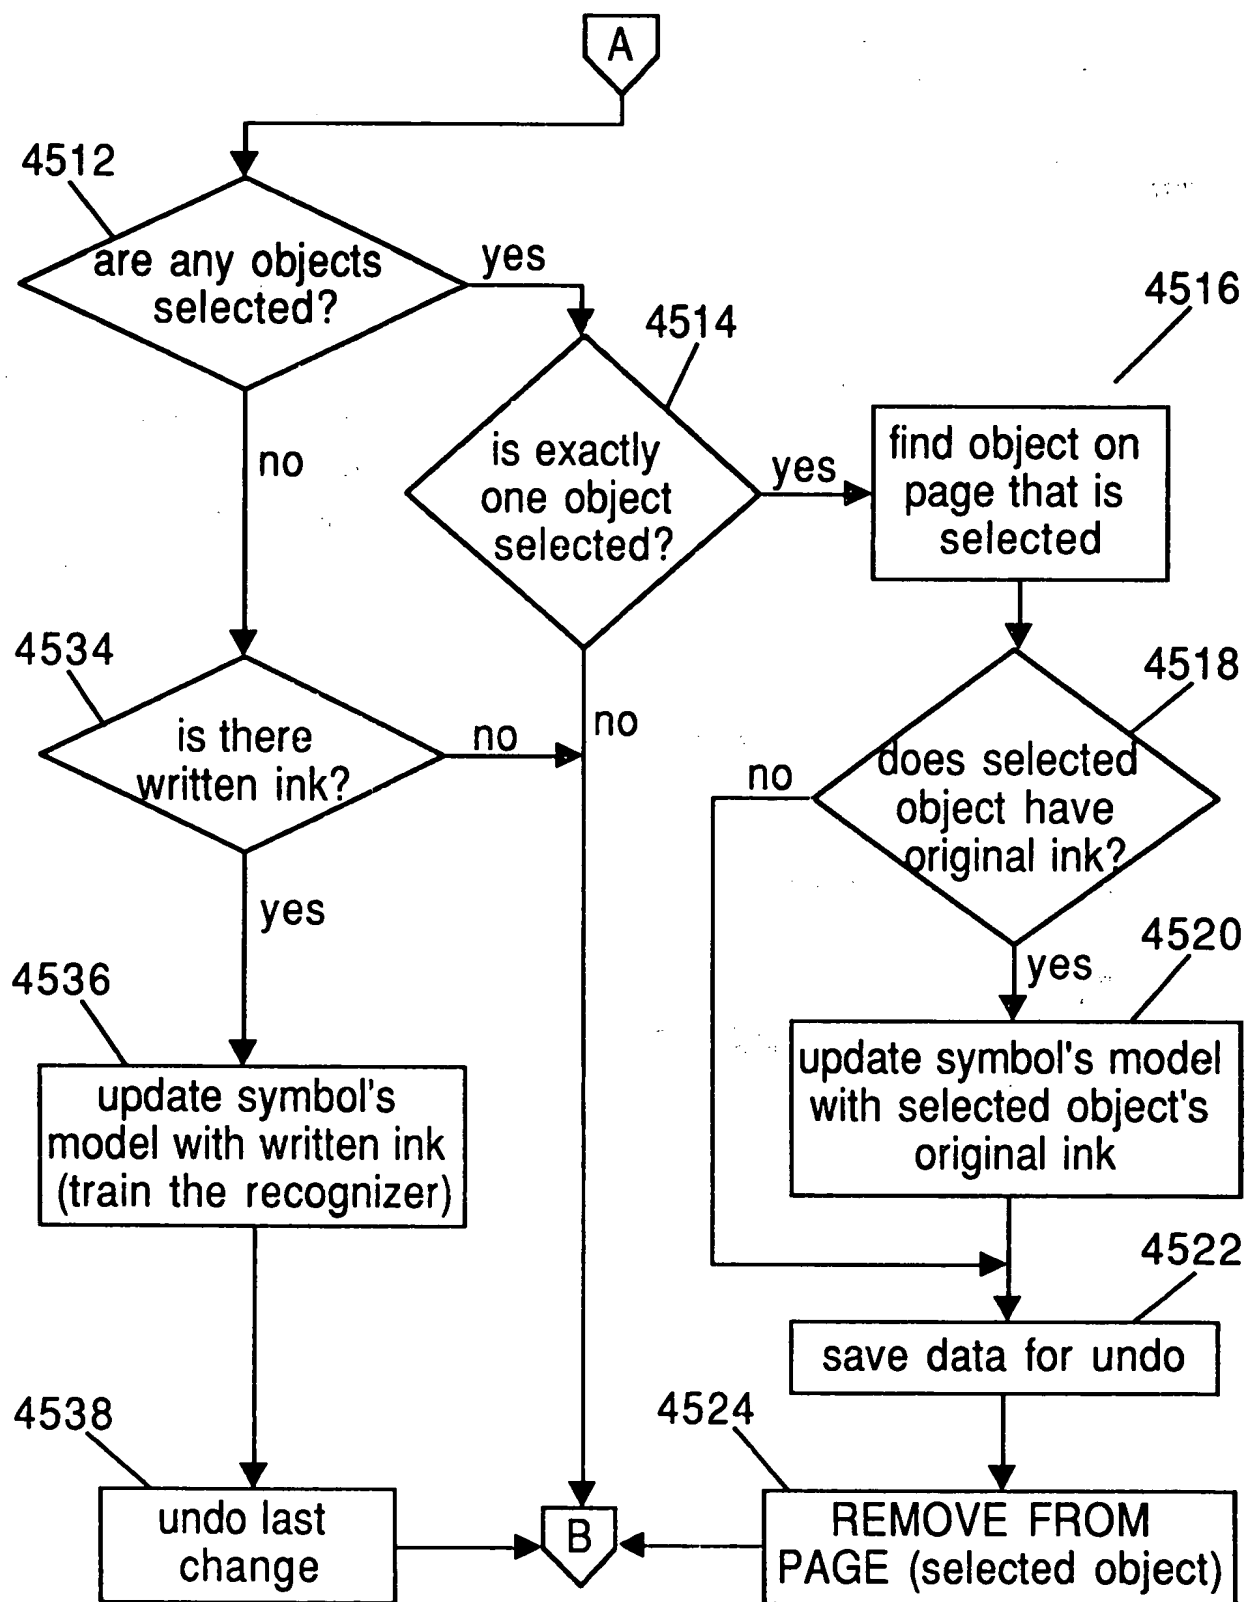 A
4512
are any objects
selected?
yes
4516
4514
is exactly
one object
selected?
yes
find object on
page that is
selected
no
4534
is there
written ink?
no
no
4518
does selected
object have
original ink?
no
yes
yes
4536
update symbol's
model with written ink
(train the recognizer)
4520
update symbol's model
with selected object's
original ink
4522
save data for undo
4538
undo last
change
B
4524
REMOVE FROM
PAGE (selected object)